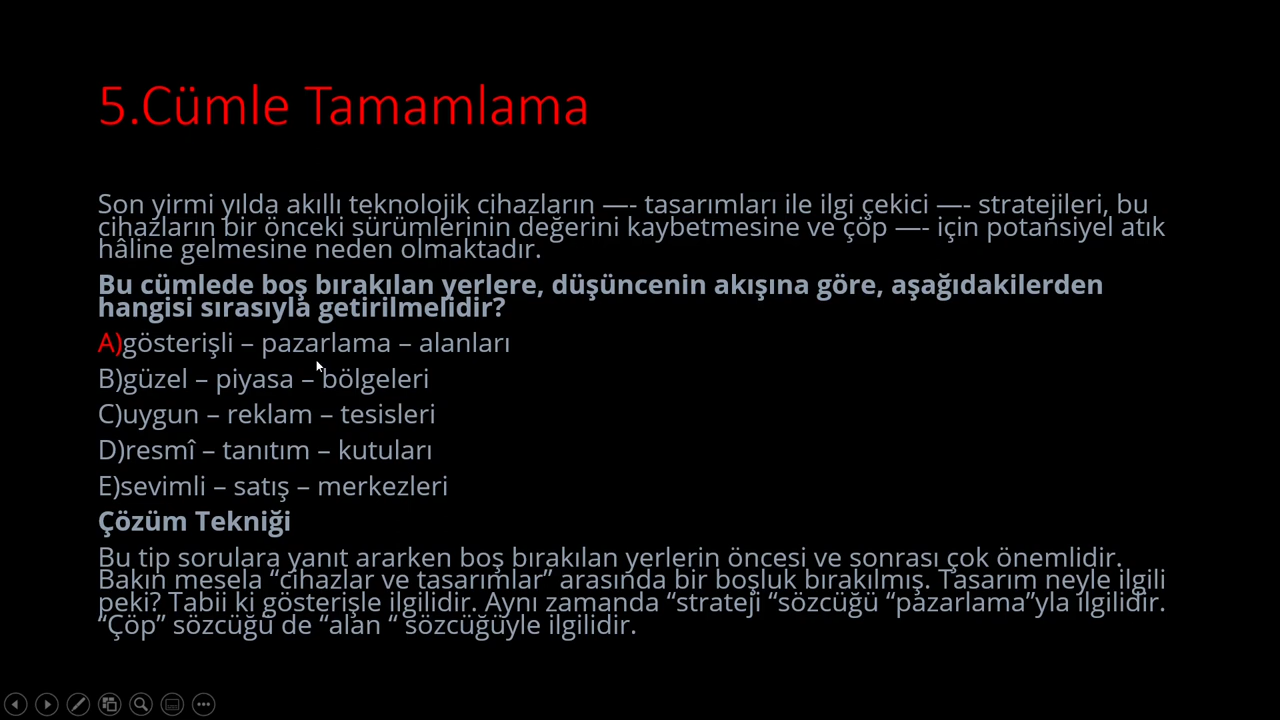 5.Cümle Tamamlama
Son yirmi yılda akıllı teknolojik cihazların —- tasarımları ile ilgi çekici —- stratejileri, bu
cihazların bir önceki sürümlerinin değerini kaybetmesine ve çöp —- için potansiyel atık
hâline gelmesine neden olmaktadır.
Bu cümlede boş bırakılan yerlere, düşüncenin akışına göre, aşağıdakilerden
hangisi sırasıyla getirilmelidir?
A)gösterişli – pazarlama – alanları
B)güzel – piyasa – bölgeleri
C)uygun – reklam – tesisleri
D)resmî – tanıtım – kutuları
E)sevimli – satış – merkezleri
Çözüm Tekniği
Bu tip sorulara yanıt ararken boş bırakılan yerlerin öncesi ve sonrası çok önemlidir.
Bakın mesela “cihazlar ve tasarımlar” arasında bir boşluk bırakılmış. Tasarım neyle ilgili
peki? Tabii ki gösterişle ilgilidir. Aynı zamanda “strateji “sözcüğü “pazarlama”yla ilgilidir.
“Çöp” sözcüğü de “alan “ sözcüğüyle ilgilidir.